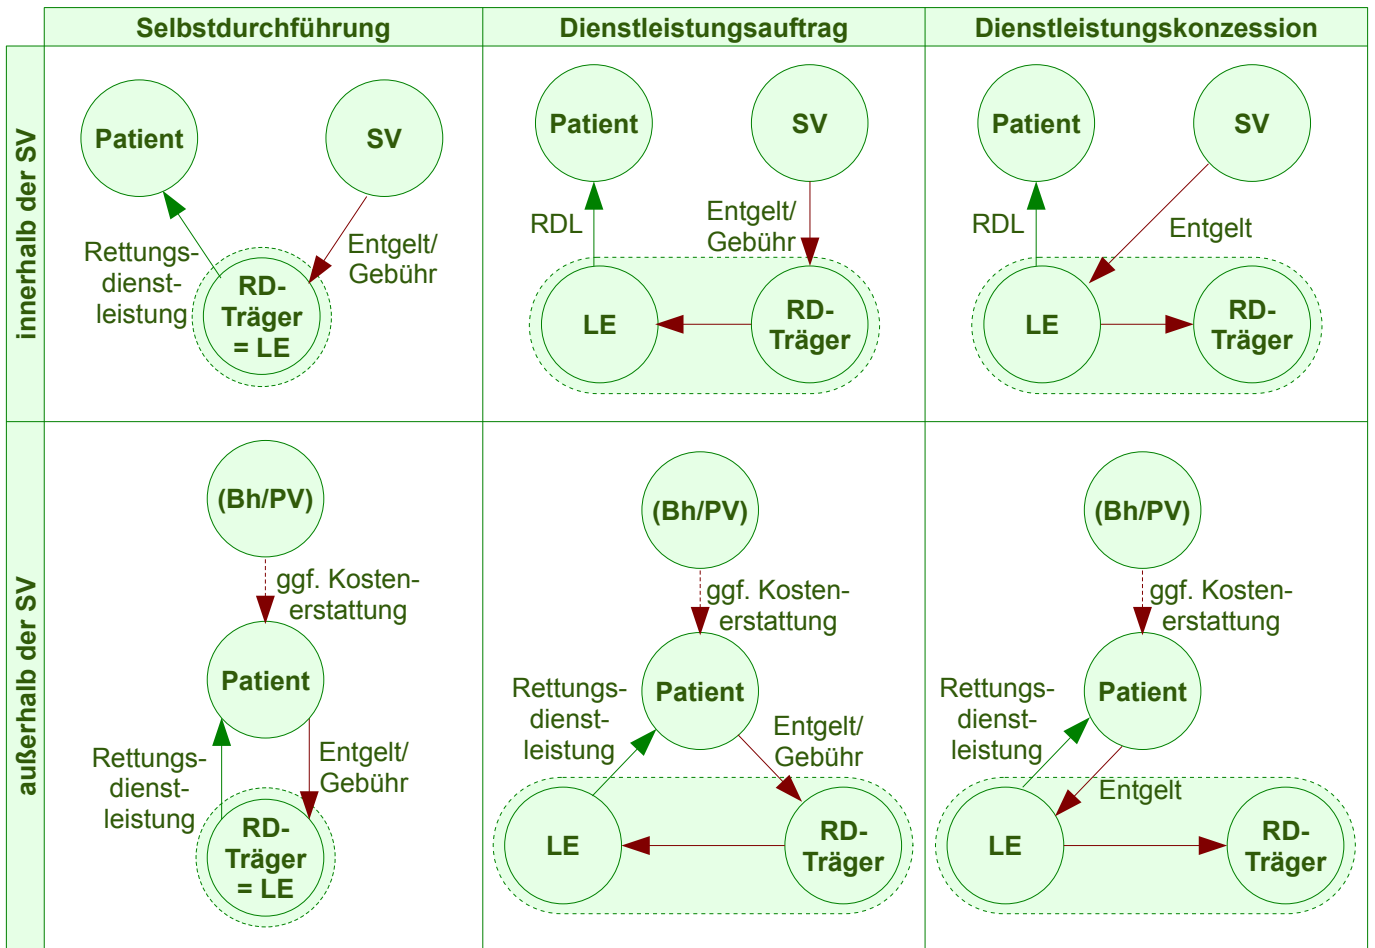 Selbstdurchführung
Dienstleistungsauftrag
Dienstleistungskonzession
innerhalb der SV
Patient
SV
Rettungs-
dienst-
leistung
Entgelt/
Gebühr
RD-
Träger
= LE
Patient
SV
RDL
Entgelt/
Gebühr
LE
RD-
Träger
Patient
SV
RDL
Entgelt
LE
RD-
Träger
außerhalb der SV
(Bh/PV)
ggf. Kosten-
erstattung
Patient
Rettungs-
dienst-
leistung
Entgelt/
Gebühr
RD-
Träger
= LE
(Bh/PV)
ggf. Kosten-
erstattung
Patient
Rettungs-
dienst-
leistung
Entgelt/
Gebühr
LE
RD-
Träger
(Bh/PV)
ggf. Kosten-
erstattung
Patient
Rettungs-
dienst-
leistung
Entgelt
LE
RD-
Träger